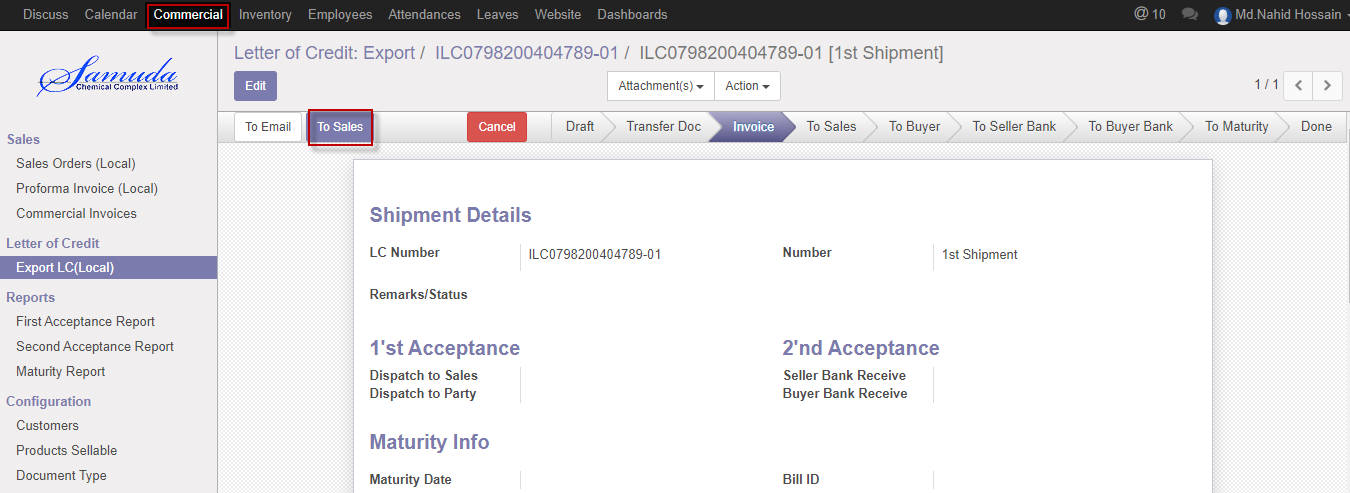 Discuss Calendar Commercial Inventory Employees Attendances Leaves Website Dashboards @ 10 Md.Nahid Hossain
Samuda
Chemical Complex Limited
Letter of Credit: Export / ILC0798200404789-01 / ILC0798200404789-01 [1st Shipment]
Edit Attachment(s) Action 1 / 1
To Email To Sales Cancel Draft Transfer Doc Invoice To Sales To Buyer To Seller Bank To Buyer Bank To Maturity Done
Sales
Sales Orders (Local)
Proforma Invoice (Local)
Commercial Invoices
Letter of Credit
Export LC(Local)
Reports
First Acceptance Report
Second Acceptance Report
Maturity Report
Configuration
Customers
Products Sellable
Document Type
Shipment Details
LC Number ILC0798200404789-01 Number 1st Shipment
Remarks/Status
1'st Acceptance 2'nd Acceptance
Dispatch to Sales Seller Bank Receive
Dispatch to Party Buyer Bank Receive
Maturity Info
Maturity Date Bill ID